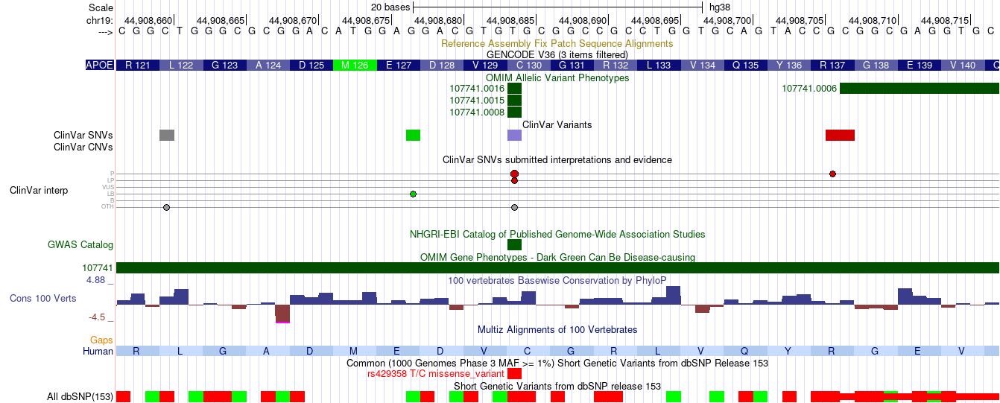 Scale 20 bases hg38
chr19: 44,908,660 44,908,665 44,908,670 44,908,675 44,908,680 44,908,685 44,908,690 44,908,695 44,908,700 44,908,705 44,908,710 44,908,715
---> C G G C T G G G C G C G G A C A T G G A G G A C G T G T G C G G C C G C C T G G T G C A G T A C C G C G G C G A G G T G C
Reference Assembly Fix Patch Sequence Alignments
GENCODE V36 (3 items filtered)
APOE R 121 L 122 G 123 A 124 D 125 M 126 E 127 D 128 V 129 C 130 G 131 R 132 L 133 V 134 Q 135 Y 136 R 137 G 138 E 139 V 140 Q
OMIM Allelic Variant Phenotypes
107741.0016 107741.0006
107741.0015
107741.0008
ClinVar Variants
ClinVar SNVs
ClinVar CNVs
ClinVar SNVs submitted interpretations and evidence
P
LP
VUS
ClinVar interp
LB
B
OTH
NHGRI-EBI Catalog of Published Genome-Wide Association Studies
GWAS Catalog
OMIM Gene Phenotypes - Dark Green Can Be Disease-causing
107741
100 vertebrates Basewise Conservation by PhyloP
4.88 _
Cons 100 Verts
-4.5 _
Multiz Alignments of 100 Vertebrates
Gaps
Human R L G A D M E D V C G R L V Q Y R G E V
Common (1000 Genomes Phase 3 MAF >= 1%) Short Genetic Variants from dbSNP Release 153
rs429358 T/C missense_variant
Short Genetic Variants from dbSNP release 153
All dbSNP(153)